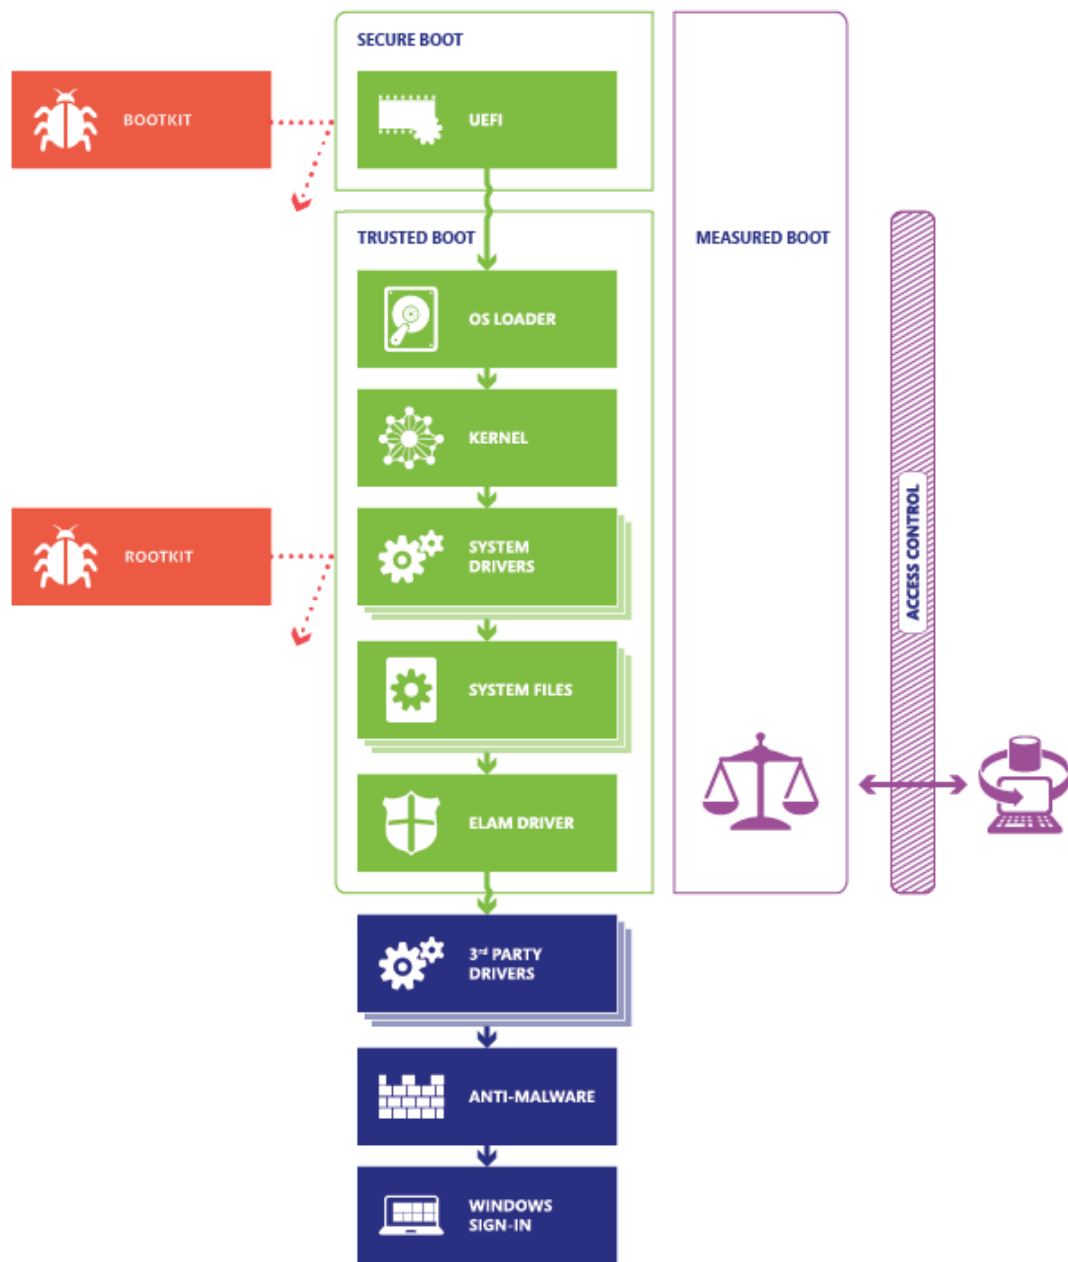 SECURE BOOT
BOOTKIT
UEFI
TRUSTED BOOT
MEASURED BOOT
OS LOADER
KERNEL
ROOTKIT
SYSTEM
DRIVERS
ACCESS CONTROL
SYSTEM FILES
ELAM DRIVER
3rd PARTY
DRIVERS
ANTI-MALWARE
WINDOWS
SIGN-IN